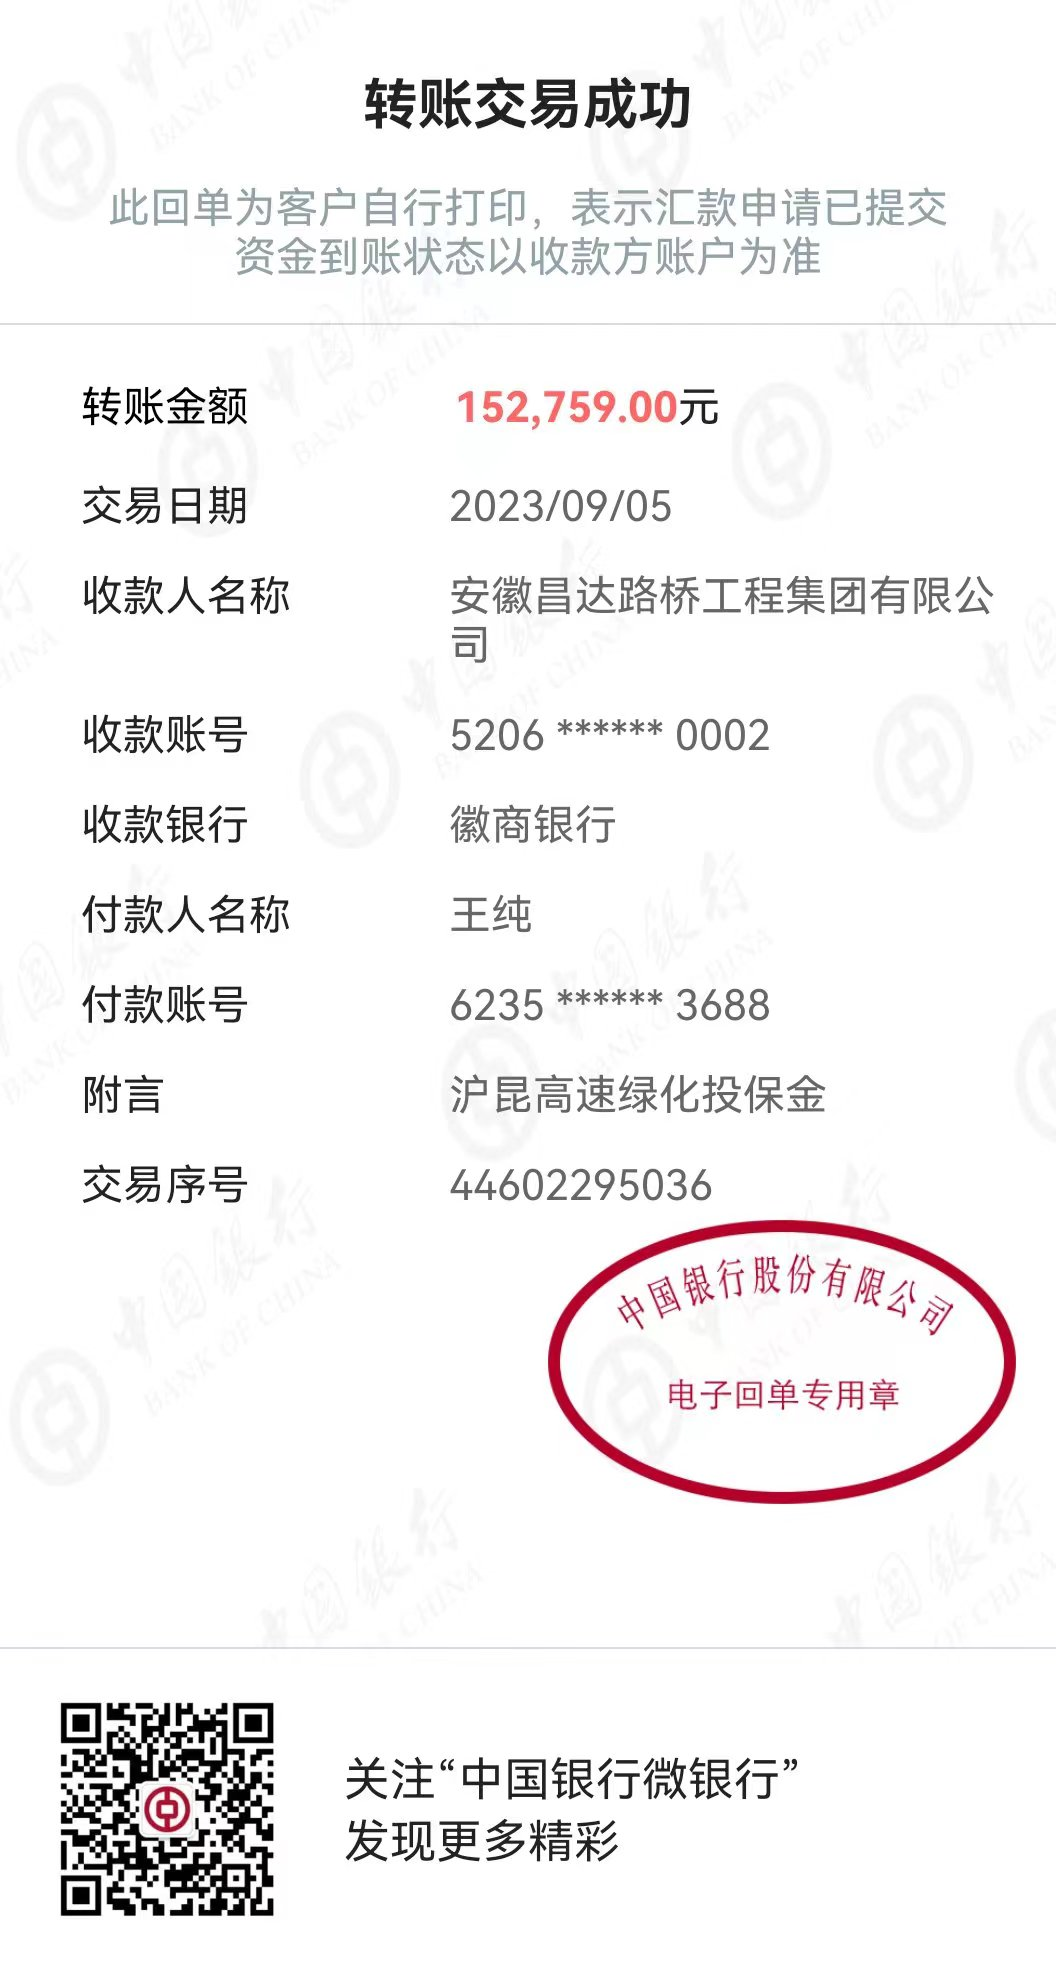 转账交易成功
此回单为客户自行打印，表示汇款申请已提交
资金到账状态以收款方账户为准
转账金额 152,759.00元
交易日期 2023/09/05
收款人名称 安徽昌达路桥工程集团有限公
司
收款账号 5206 ****** 0002
收款银行 徽商银行
付款人名称 王纯
付款账号 6235 ****** 3688
附言 沪昆高速绿化投保金
交易序号 44602295036
中国银行股份有限公司
电子回单专用章
关注“中国银行微银行”
发现更多精彩
中国银行
BANK OF CHINA